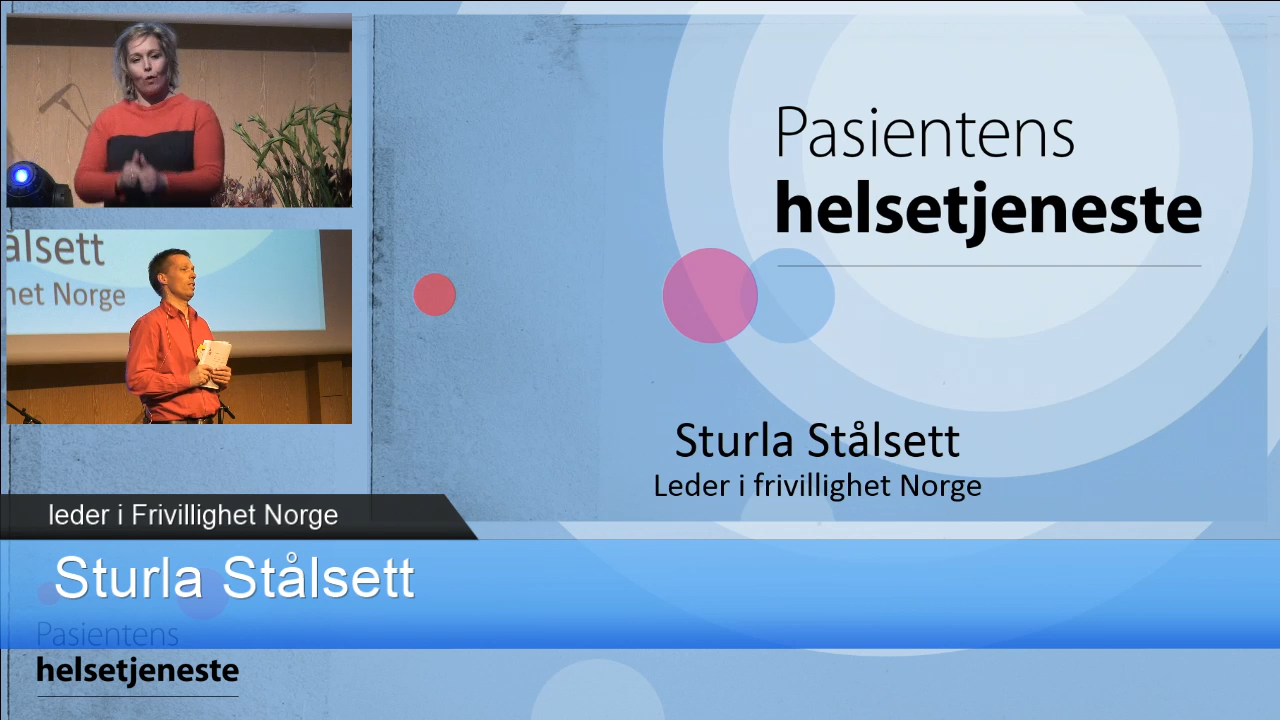 Pasientens
helsetjeneste
ålsett
het Norge
Sturla Stålsett
Leder i frivillighet Norge
leder i Frivillighet Norge
Sturla Stålsett
Pasientens
helsetjeneste